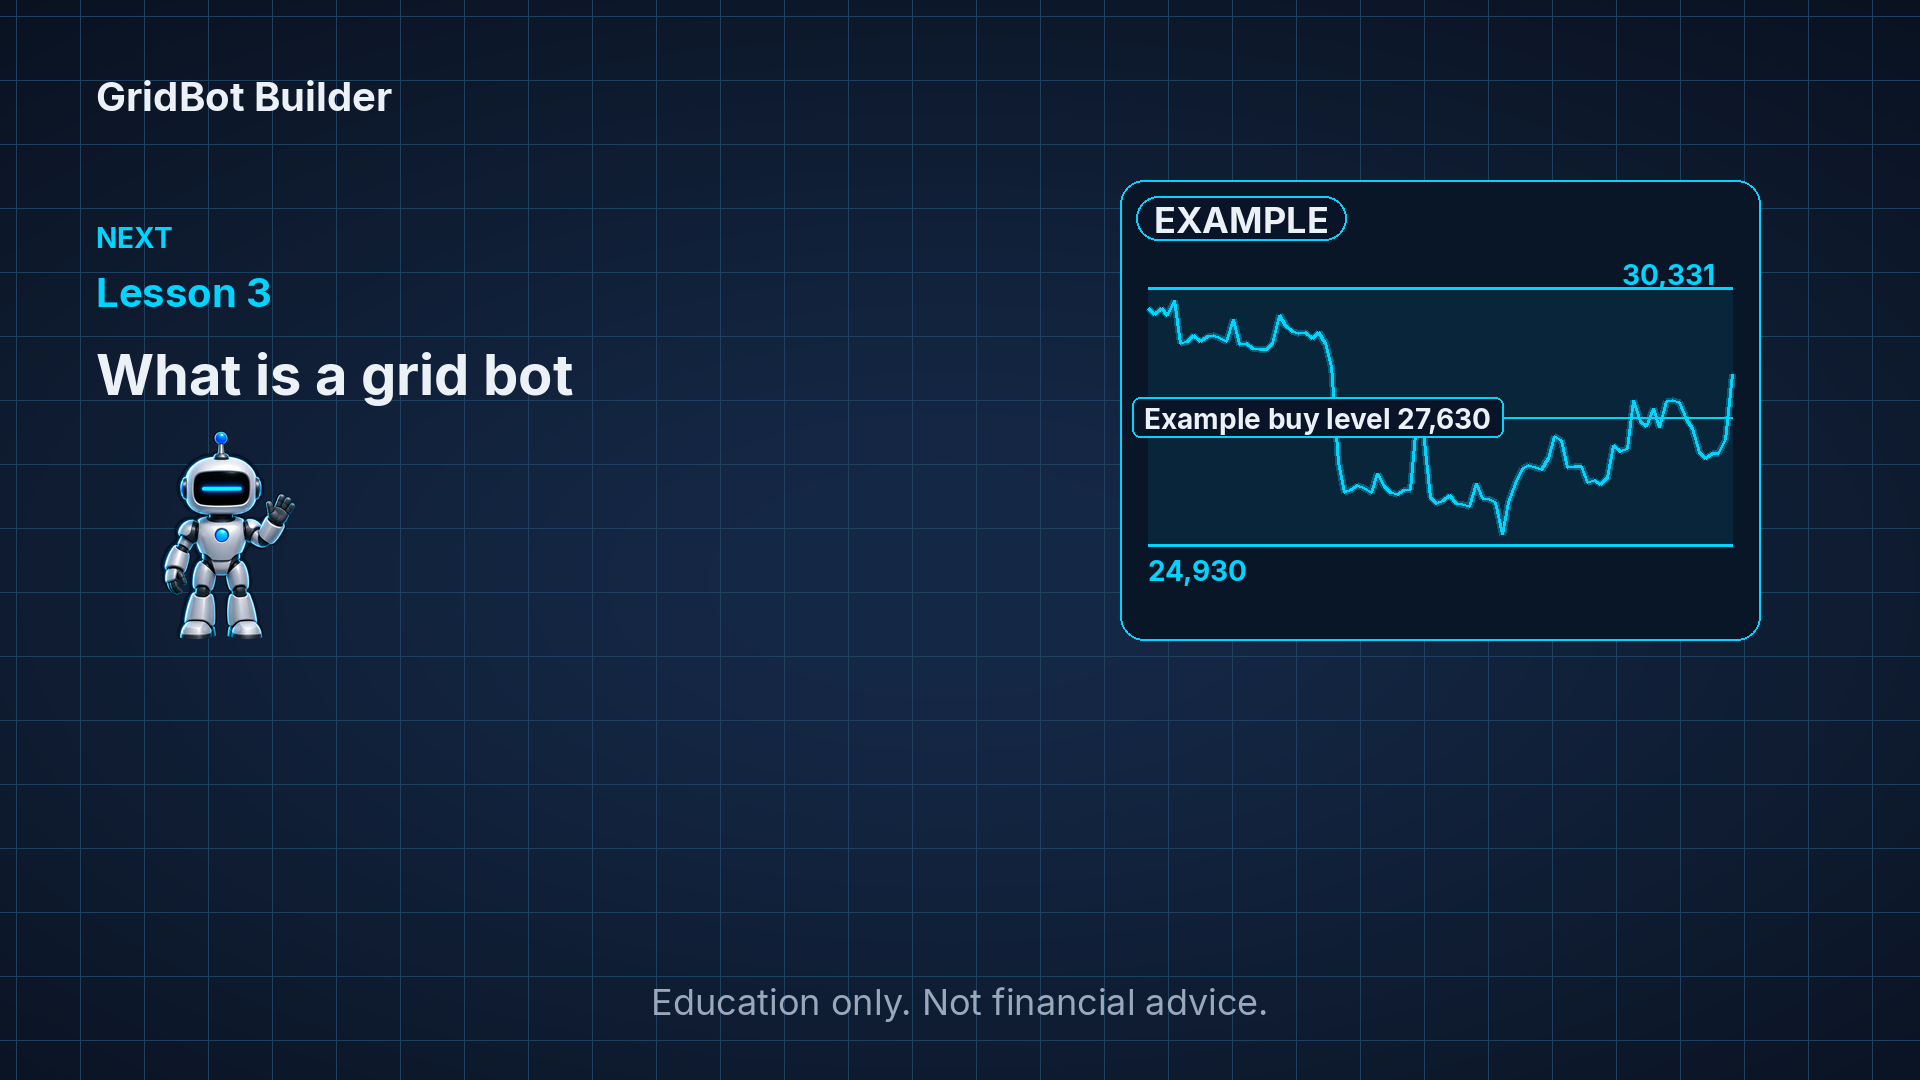 GridBot Builder
NEXT
Lesson 3
What is a grid bot
EXAMPLE
30,331
Example buy level 27,630
24,930
Education only. Not financial advice.